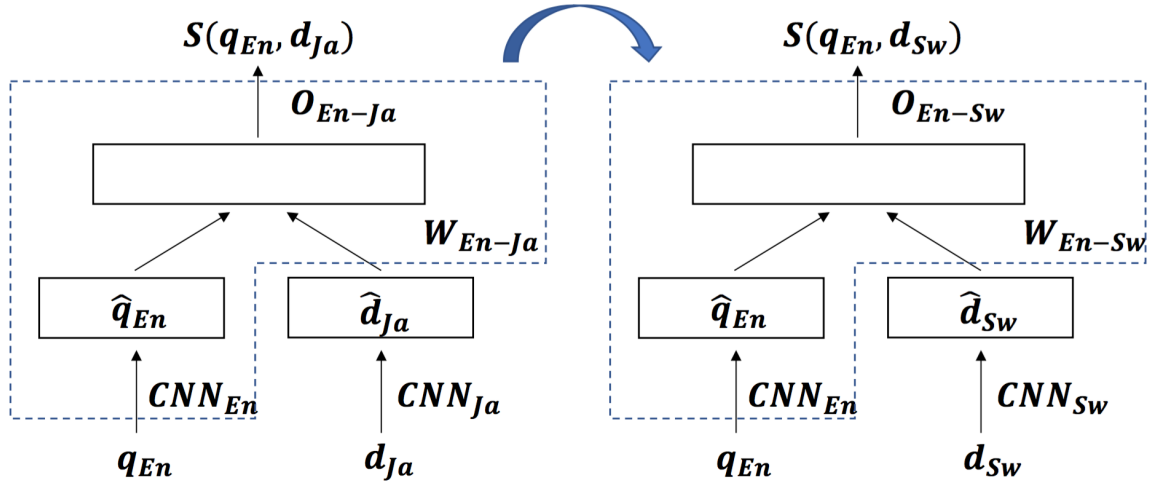 S(q_En, d_Ja)
O_En−Ja
W_En−Ja
q̂_En
d̂_Ja
CNN_En
CNN_Ja
q_En
d_Ja
S(q_En, d_Sw)
O_En−Sw
W_En−Sw
q̂_En
d̂_Sw
CNN_En
CNN_Sw
q_En
d_Sw